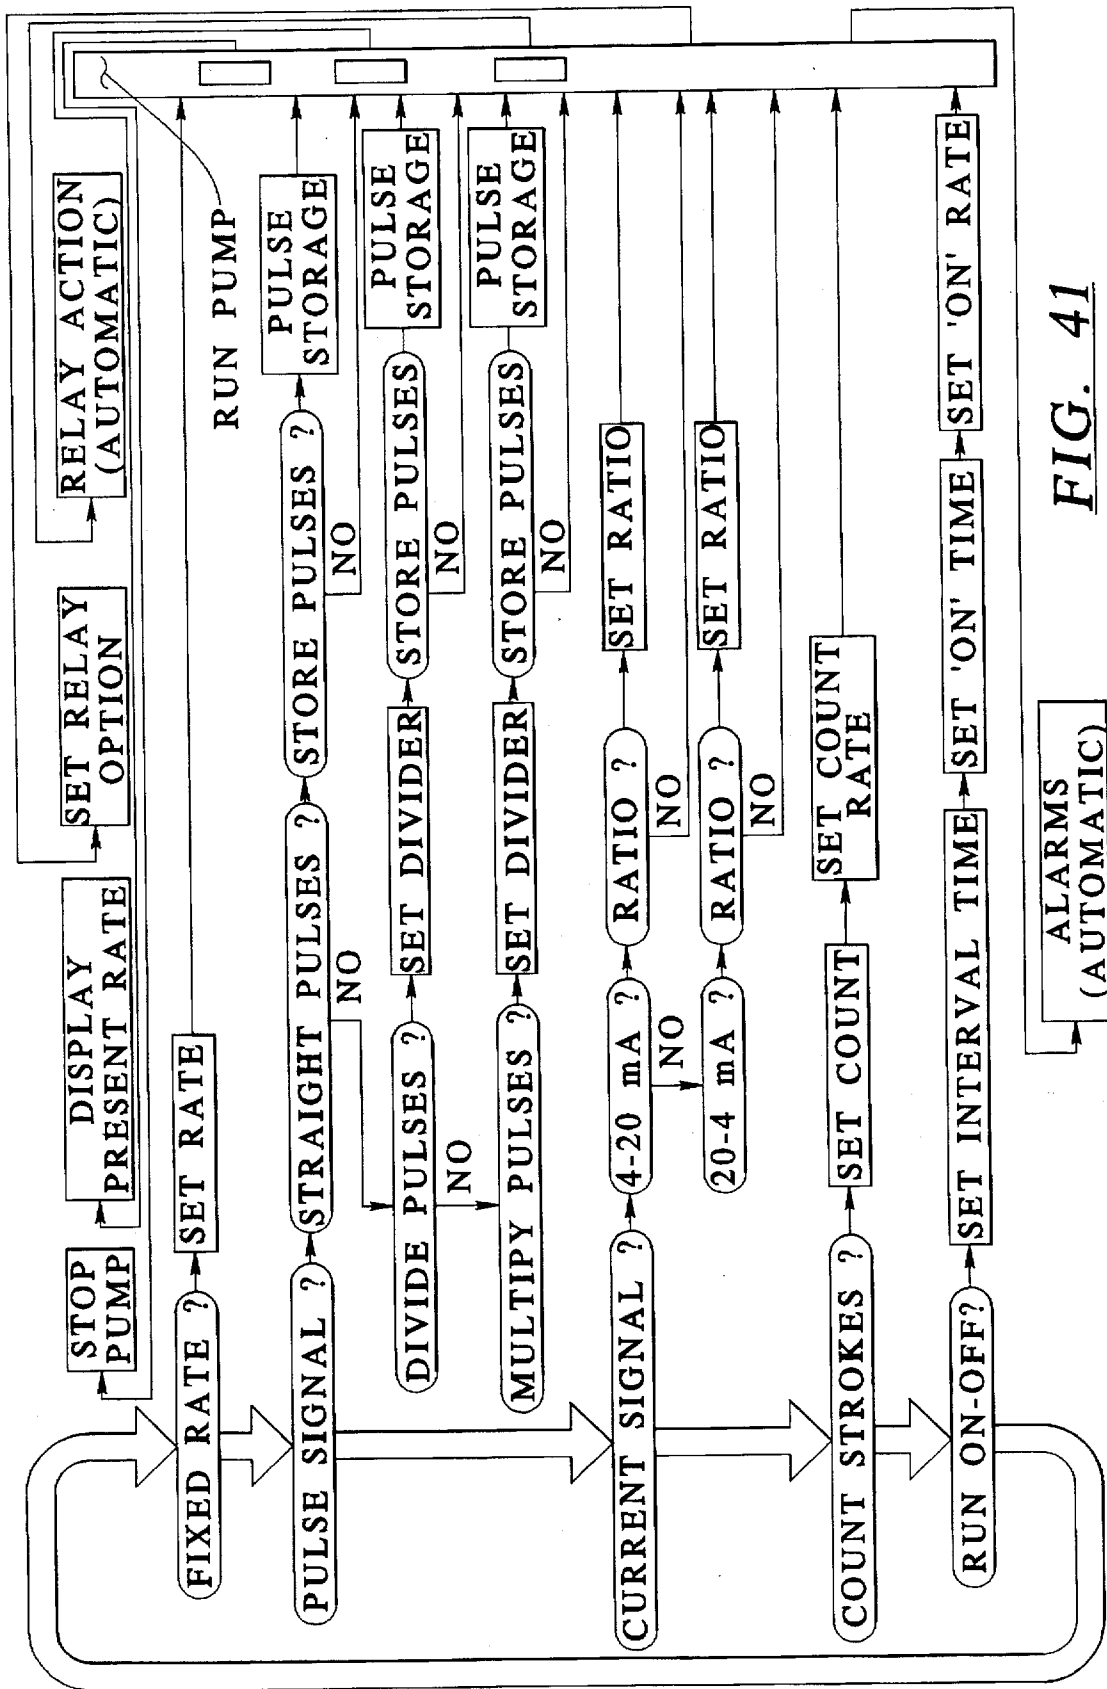 STOP
PUMP
DISPLAY
PRESENT RATE
SET RELAY
OPTION
RELAY ACTION
(AUTOMATIC)
FIXED RATE ?
SET RATE
RUN PUMP
PULSE SIGNAL ?
STRAIGHT PULSES ?
STORE PULSES ?
PULSE
STORAGE
NO
NO
DIVIDE PULSES ?
SET DIVIDER
STORE PULSES
PULSE
STORAGE
NO
NO
MULTIPY PULSES ?
SET DIVIDER
STORE PULSES
PULSE
STORAGE
NO
CURRENT SIGNAL ?
4-20 mA ?
RATIO ?
SET RATIO
NO
NO
20-4 mA ?
RATIO ?
SET RATIO
NO
COUNT STROKES ?
SET COUNT
SET COUNT
RATE
RUN ON-OFF?
SET INTERVAL TIME
SET 'ON' TIME
SET 'ON' RATE
ALARMS
(AUTOMATIC)
FIG. 41